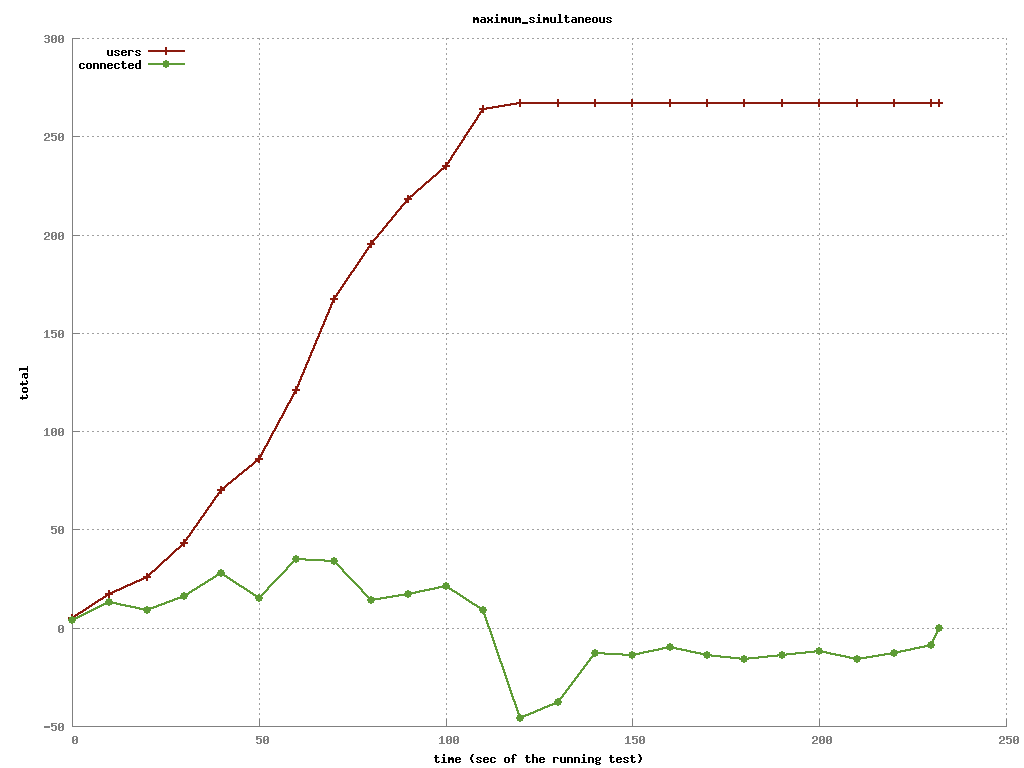 maximum_simultaneous
300
users
connected
250
200
150
100
50
0
-50
total
0 50 100 150 200 250
time (sec of the running test)